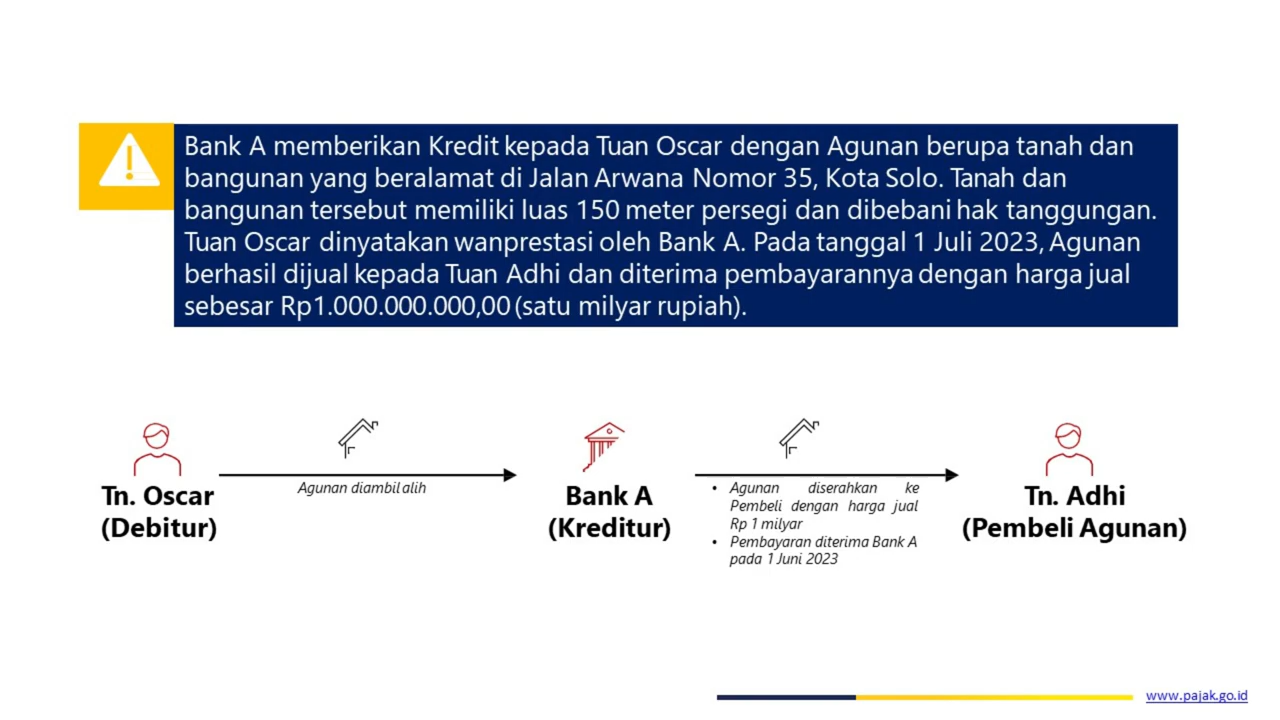 Bank A memberikan Kredit kepada Tuan Oscar dengan Agunan berupa tanah dan
bangunan yang beralamat di Jalan Arwana Nomor 35, Kota Solo. Tanah dan
bangunan tersebut memiliki luas 150 meter persegi dan dibebani hak tanggungan.
Tuan Oscar dinyatakan wanprestasi oleh Bank A. Pada tanggal 1 Juli 2023, Agunan
berhasil dijual kepada Tuan Adhi dan diterima pembayarannya dengan harga jual
sebesar Rp1.000.000.000,00 (satu milyar rupiah).
Tn. Oscar
(Debitur)
Agunan diambil alih
Bank A
(Kreditur)
• Agunan diserahkan ke
Pembeli dengan harga jual
Rp 1 milyar
• Pembayaran diterima Bank A
pada 1 Juni 2023
Tn. Adhi
(Pembeli Agunan)
www.pajak.go.id